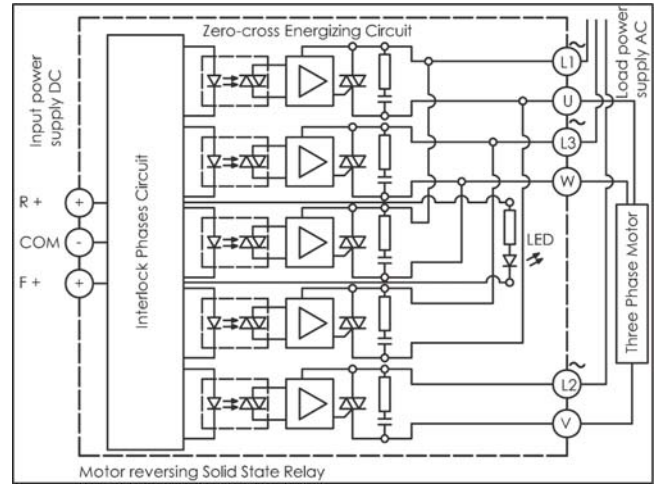 Zero-cross Energizing Circuit
Input power
supply DC
Load power
supply AC
Interlock Phases Circuit
R +
+
COM
-
F +
+
L1
~
U
L3
~
W
LED
Three Phase Motor
L2
~
V
Motor reversing Solid State Relay